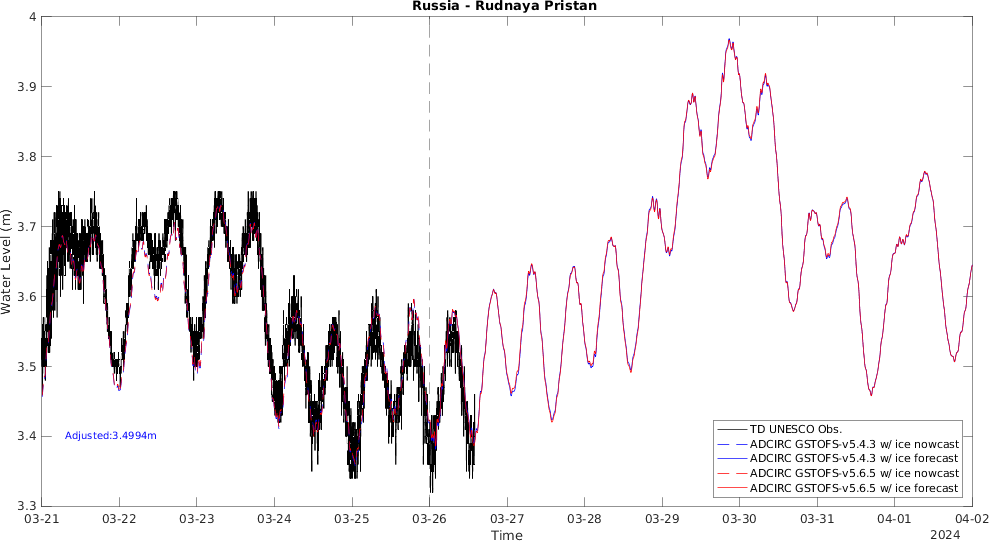 Russia - Rudnaya Pristan
4
3.9
3.8
3.7
3.6
3.5
3.4
3.3
Water Level (m)
Adjusted:3.4994m
TD UNESCO Obs.
ADCIRC GSTOFS-v5.4.3 w/ ice nowcast
ADCIRC GSTOFS-v5.4.3 w/ ice forecast
ADCIRC GSTOFS-v5.6.5 w/ ice nowcast
ADCIRC GSTOFS-v5.6.5 w/ ice forecast
03-21 03-22 03-23 03-24 03-25 03-26 03-27 03-28 03-29 03-30 03-31 04-01 04-02
Time
2024